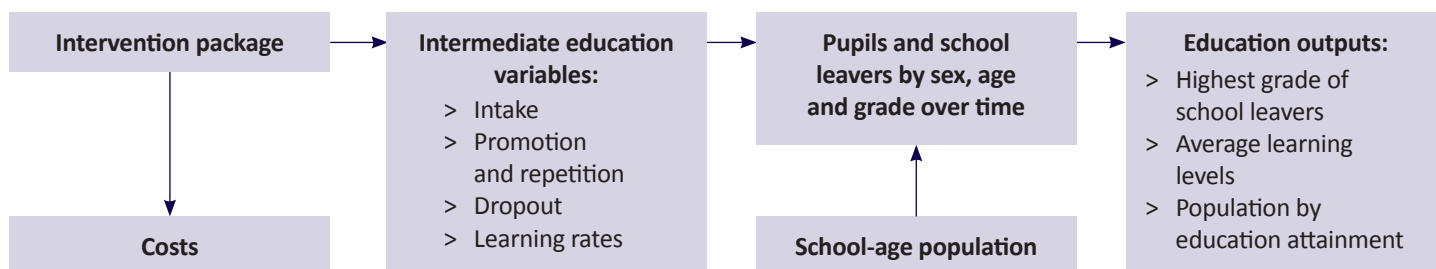 Intervention package
Costs
Intermediate education
variables:
> Intake
> Promotion
and repetition
> Dropout
> Learning rates
Pupils and school
leavers by sex, age
and grade over time
School-age population
Education outputs:
> Highest grade of
school leavers
> Average learning
levels
> Population by
education attainment